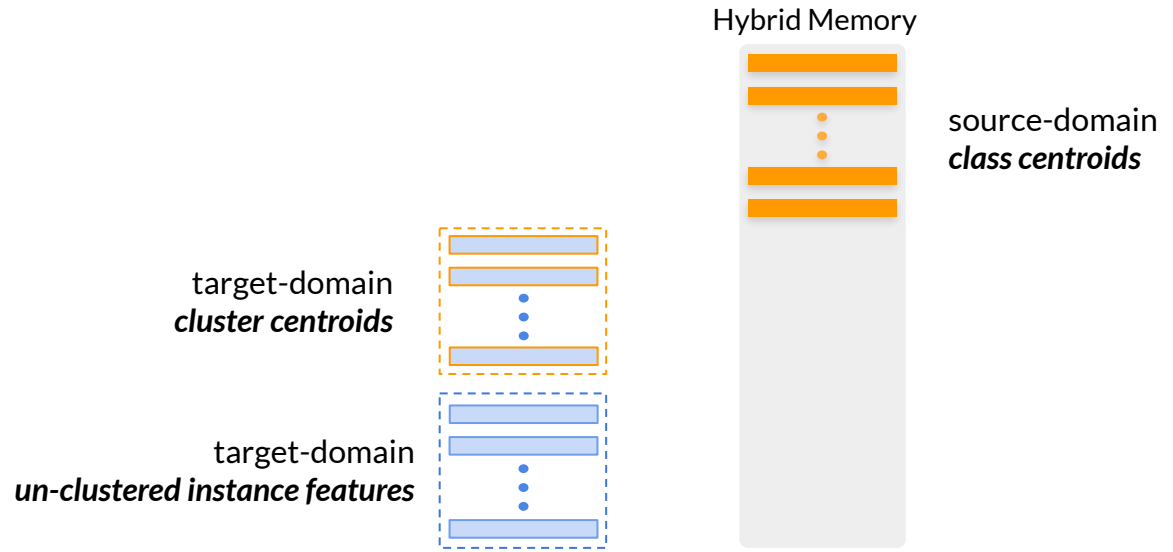 Hybrid Memory
source-domain
class centroids
target-domain
cluster centroids
target-domain
un-clustered instance features